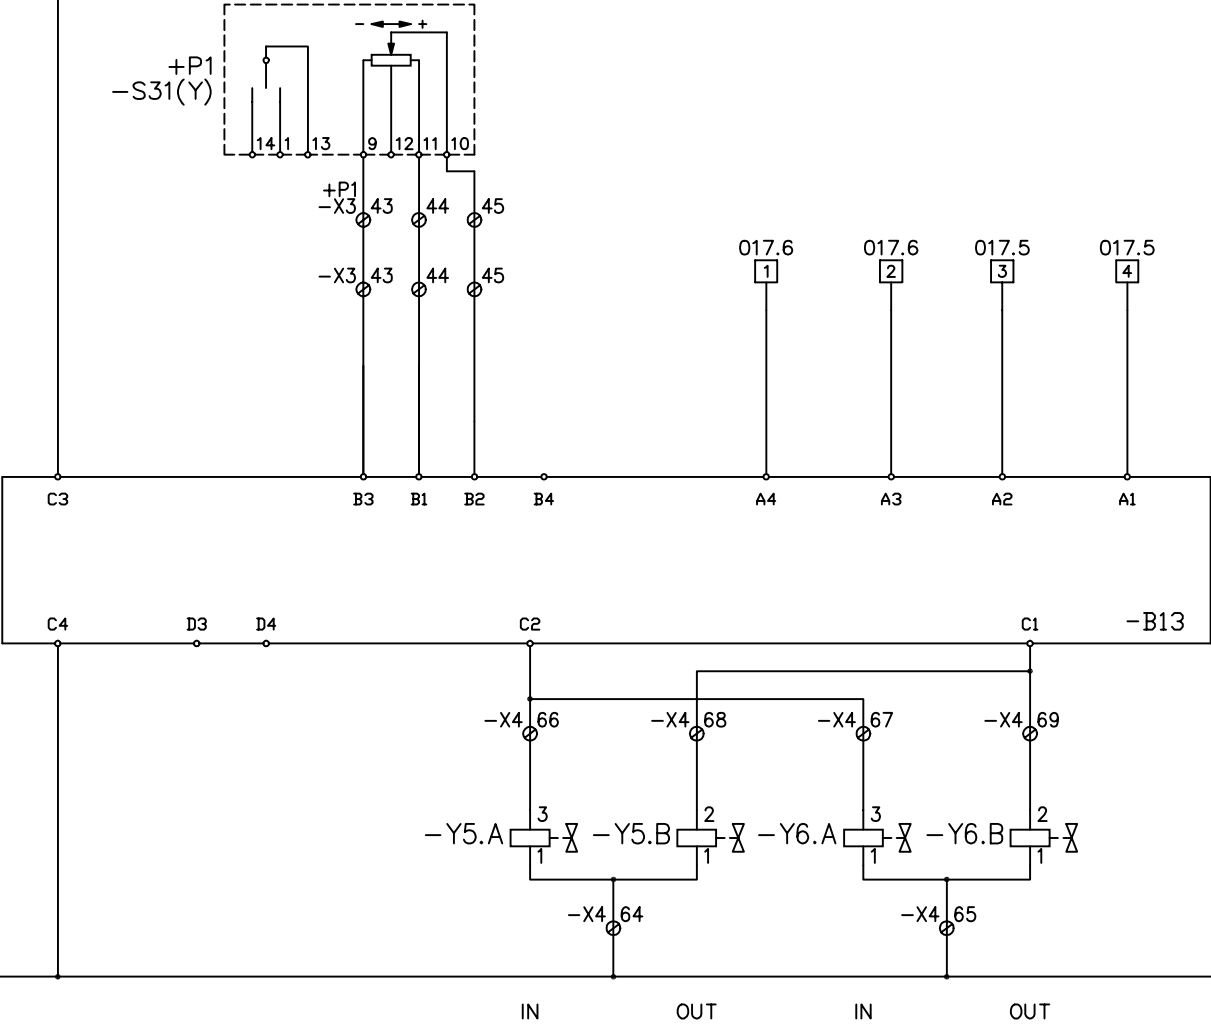 - +
+P1
-S31(Y)
14 1 13 9 12 11 10
+P1
-X3 43 44 45
-X3 43 44 45
017.6 017.6 017.5 017.5
1 2 3 4
C3 B3 B1 B2 B4 A4 A3 A2 A1
C4 D3 D4 C2 C1 -B13
-X4 66 -X4 68 -X4 67 -X4 69
3 2 3 2
-Y5.A -Y5.B -Y6.A -Y6.B
1 1 1 1
-X4 64 -X4 65
IN OUT IN OUT